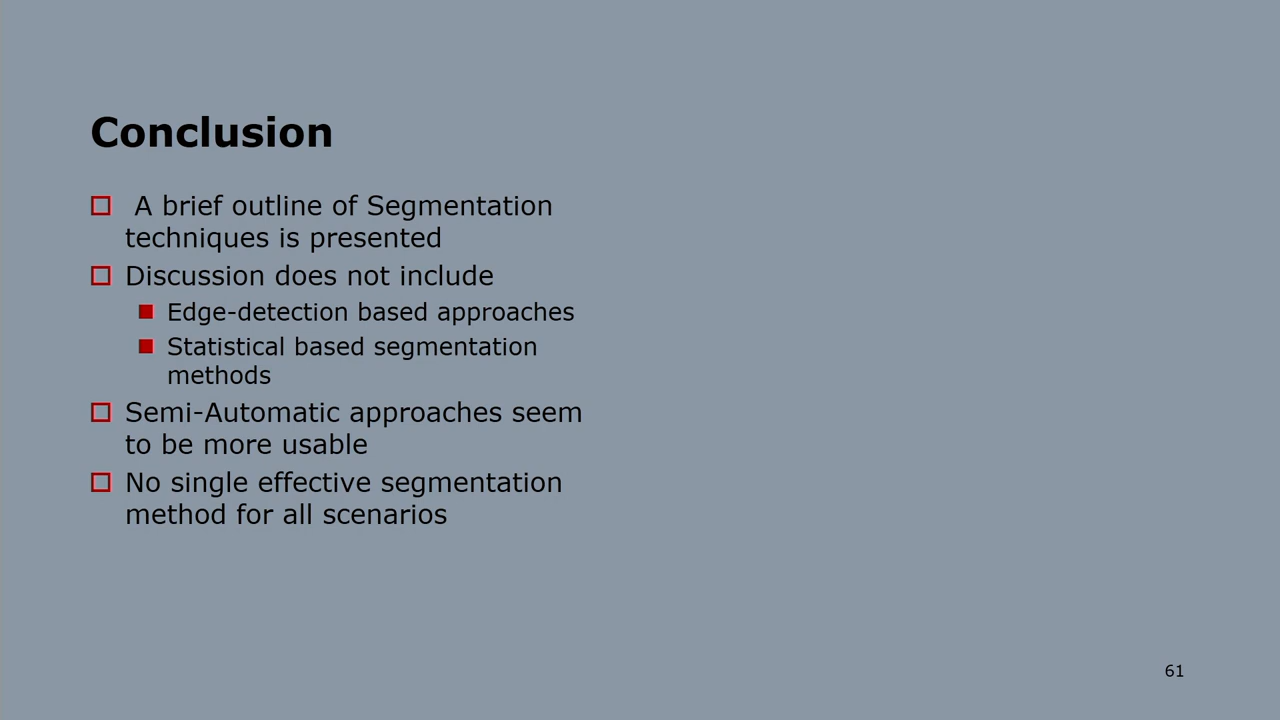 Conclusion
A brief outline of Segmentation
techniques is presented
Discussion does not include
Edge-detection based approaches
Statistical based segmentation
methods
Semi-Automatic approaches seem
to be more usable
No single effective segmentation
method for all scenarios
61